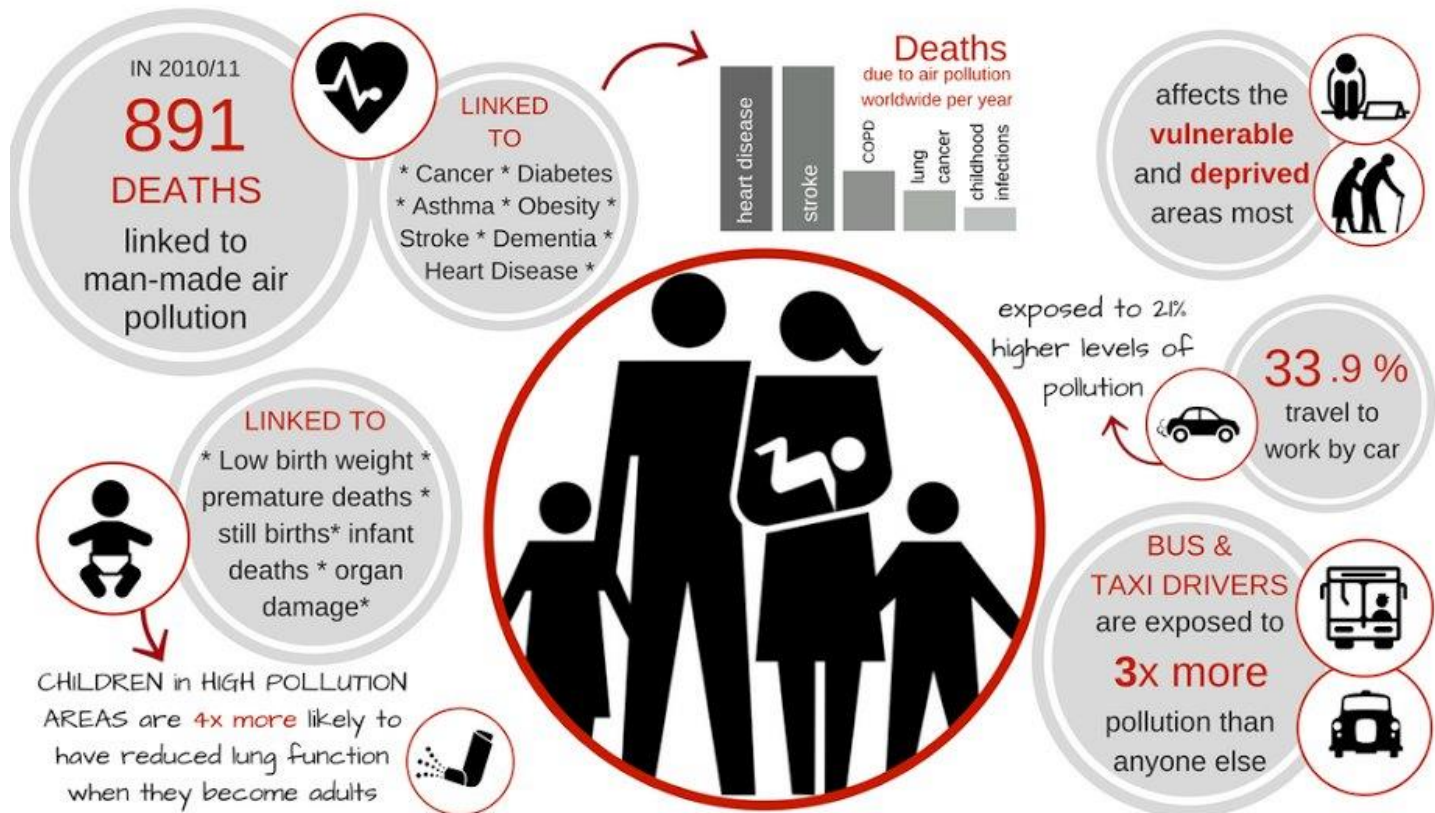 IN 2010/11
891
DEATHS
linked to
man-made air
pollution
LINKED
TO
* Cancer * Diabetes
* Asthma * Obesity *
Stroke * Dementia *
Heart Disease *
Deaths
due to air pollution
worldwide per year
heart disease
stroke
COPD
lung
cancer
childhood
infections
affects the
vulnerable
and deprived
areas most
exposed to 21%
higher levels of
pollution
33.9 %
travel to
work by car
LINKED TO
* Low birth weight *
premature deaths *
still births* infant
deaths * organ
damage*
CHILDREN in HIGH POLLUTION
AREAS are 4x more likely to
have reduced lung function
when they become adults
BUS &
TAXI DRIVERS
are exposed to
3x more
pollution than
anyone else